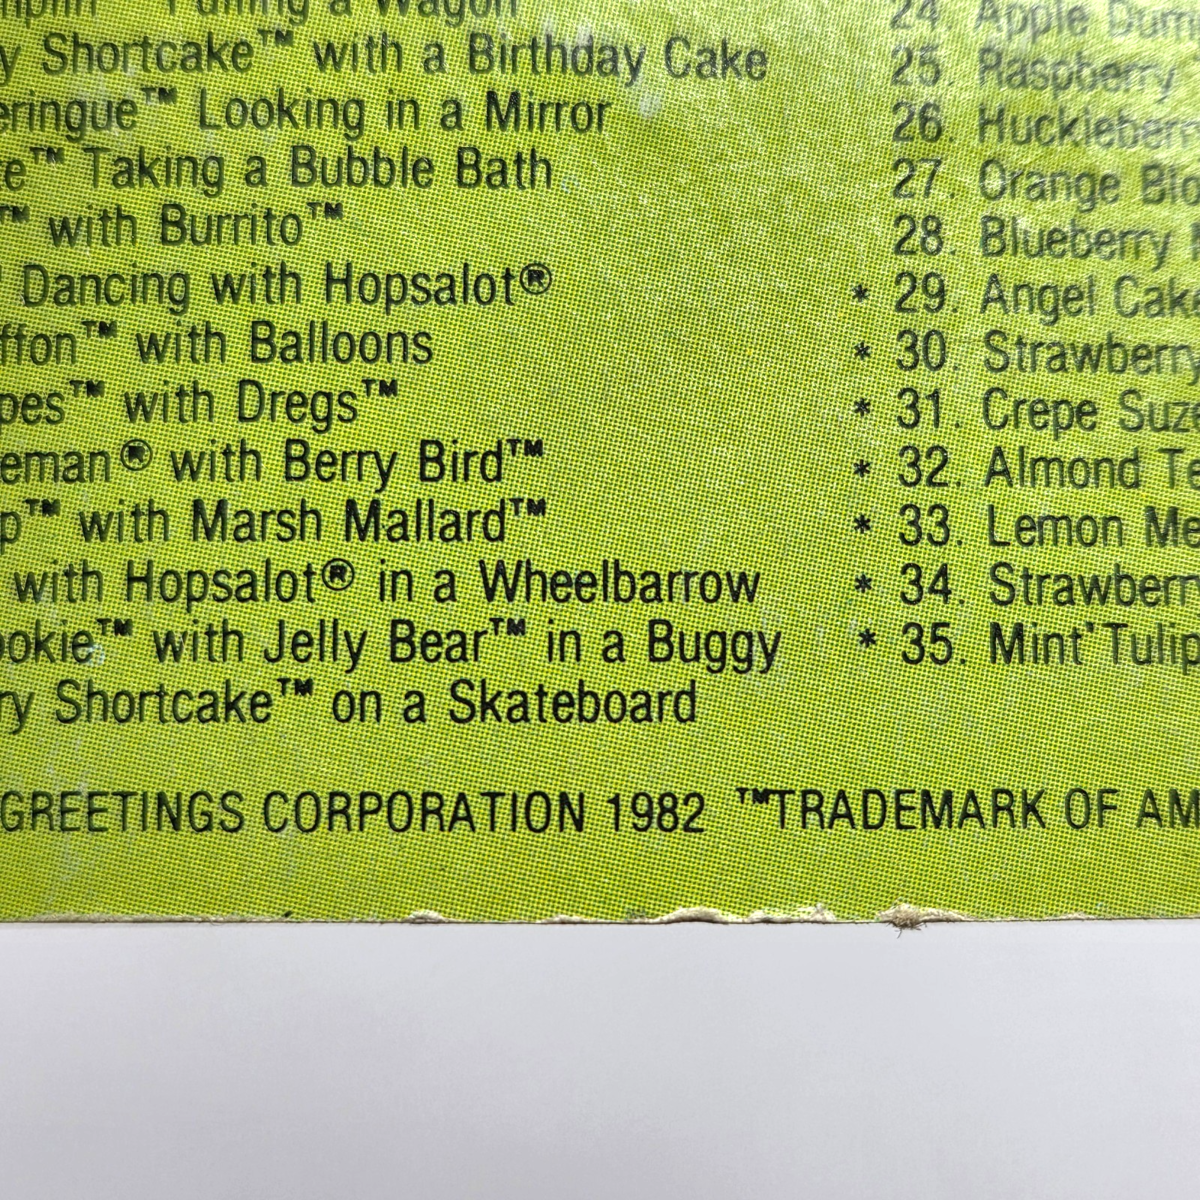 Pulling a Wagon
y Shortcake™ with a Birthday Cake
eringue™ Looking in a Mirror
e™ Taking a Bubble Bath
™ with Burrito™
Dancing with Hopsalot®
ffon™ with Balloons
pes™ with Dregs™
eman® with Berry Bird™
p™ with Marsh Mallard™
with Hopsalot® in a Wheelbarrow
ookie™ with Jelly Bear™ in a Buggy
ry Shortcake™ on a Skateboard
24. Apple Dum
25. Raspberry
26. Huckleberr
27. Orange Blo
28. Blueberry
* 29. Angel Cake
* 30. Strawberry
* 31. Crepe Suze
* 32. Almond Te
* 33. Lemon Me
* 34. Strawberr
* 35. Mint Tulip
GREETINGS CORPORATION 1982 ™TRADEMARK OF AM